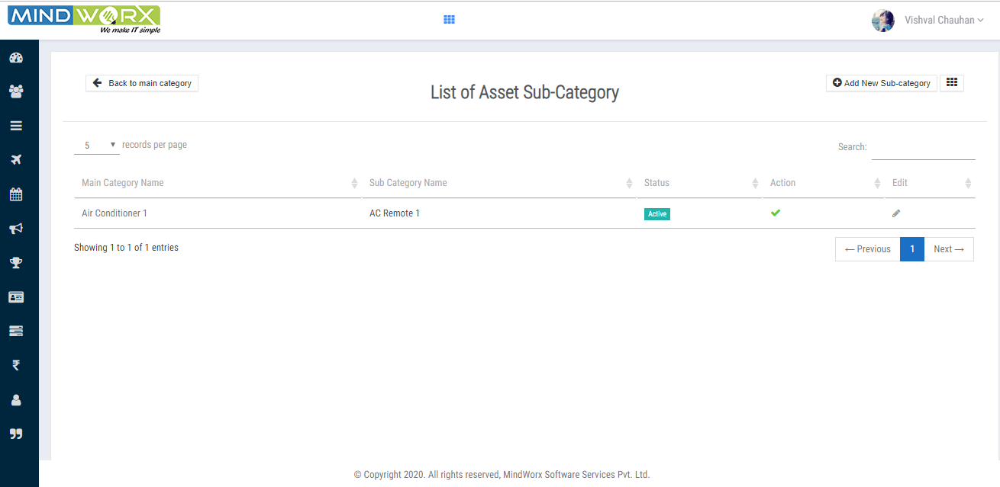 MINDWORX
We make IT simple
Vishval Chauhan
Back to main category
List of Asset Sub-Category
Add New Sub-category
5 records per page
Search:
Main Category Name Sub Category Name Status Action Edit
Air Conditioner 1 AC Remote 1 Active
Showing 1 to 1 of 1 entries
← Previous 1 Next →
© Copyright 2020. All rights reserved, MindWorx Software Services Pvt. Ltd.